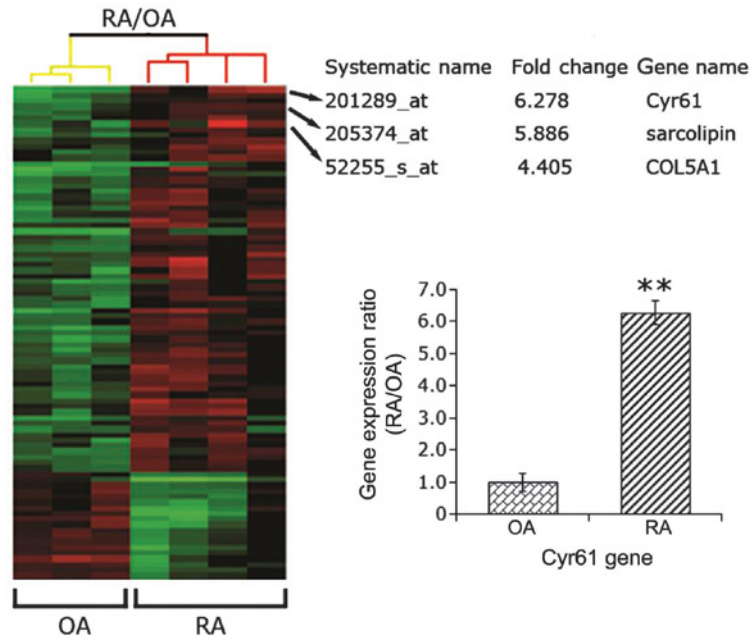 RA/OA
Systematic name Fold change Gene name
201289_at 6.278 Cyr61
205374_at 5.886 sarcolipin
52255_s_at 4.405 COL5A1
OA RA
Gene expression ratio
(RA/OA)
7.0
6.0
5.0
4.0
3.0
2.0
1.0
0
**
OA RA
Cyr61 gene